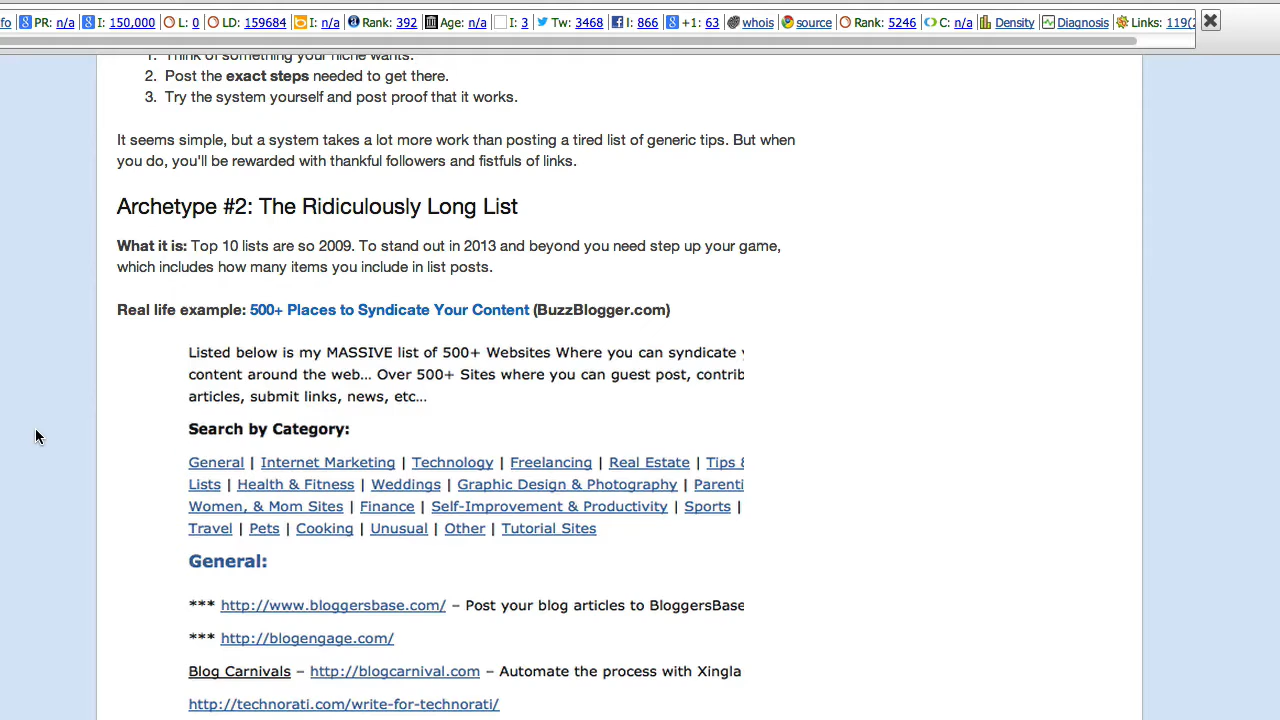 fo PR: n/a I: 150,000 L: 0 LD: 159684 I: n/a Rank: 392 Age: n/a I: 3 Tw: 3468 I: 866 +1: 63 whois source Rank: 5246 C: n/a Density Diagnosis Links: 119(2
1. Think of something your niche wants.
2. Post the exact steps needed to get there.
3. Try the system yourself and post proof that it works.
It seems simple, but a system takes a lot more work than posting a tired list of generic tips. But when
you do, you'll be rewarded with thankful followers and fistfuls of links.
Archetype #2: The Ridiculously Long List
What it is: Top 10 lists are so 2009. To stand out in 2013 and beyond you need step up your game,
which includes how many items you include in list posts.
Real life example: 500+ Places to Syndicate Your Content (BuzzBlogger.com)
Listed below is my MASSIVE list of 500+ Websites Where you can syndicate
content around the web... Over 500+ Sites where you can guest post, contrib
articles, submit links, news, etc...
Search by Category:
General | Internet Marketing | Technology | Freelancing | Real Estate | Tips &
Lists | Health & Fitness | Weddings | Graphic Design & Photography | Parenti
Women, & Mom Sites | Finance | Self-Improvement & Productivity | Sports |
Travel | Pets | Cooking | Unusual | Other | Tutorial Sites
General:
*** http://www.bloggersbase.com/ – Post your blog articles to BloggersBase
*** http://blogengage.com/
Blog Carnivals – http://blogcarnival.com – Automate the process with Xingla
http://technorati.com/write-for-technorati/